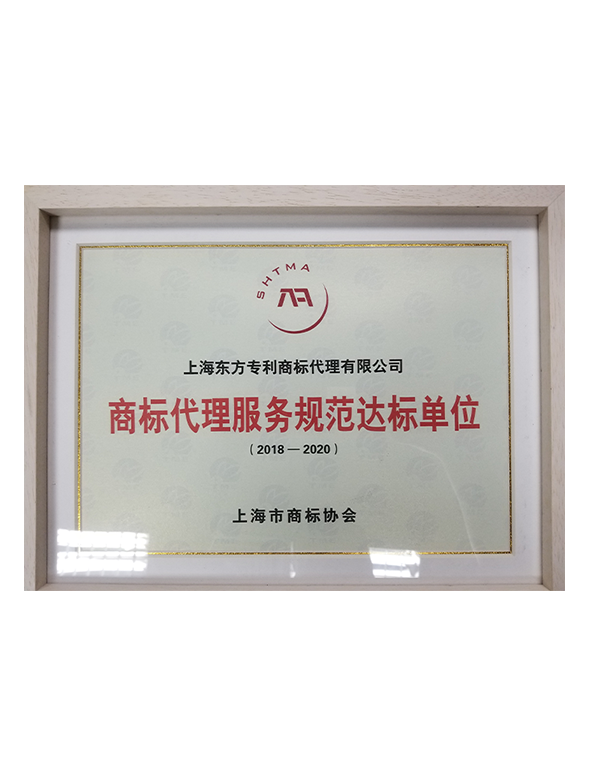 SHTMA
上海东方专利商标代理有限公司
商标代理服务规范达标单位
（2018 — 2020）
上海市商标协会